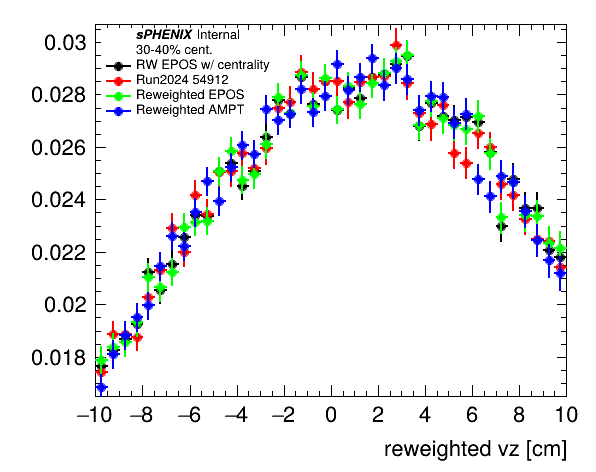 0.03
0.028
0.026
0.024
0.022
0.02
0.018
sPHENIX Internal
30-40% cent.
RW EPOS w/ centrality
Run2024 54912
Reweighted EPOS
Reweighted AMPT
−10 −8 −6 −4 −2 0 2 4 6 8 10
reweighted vz [cm]